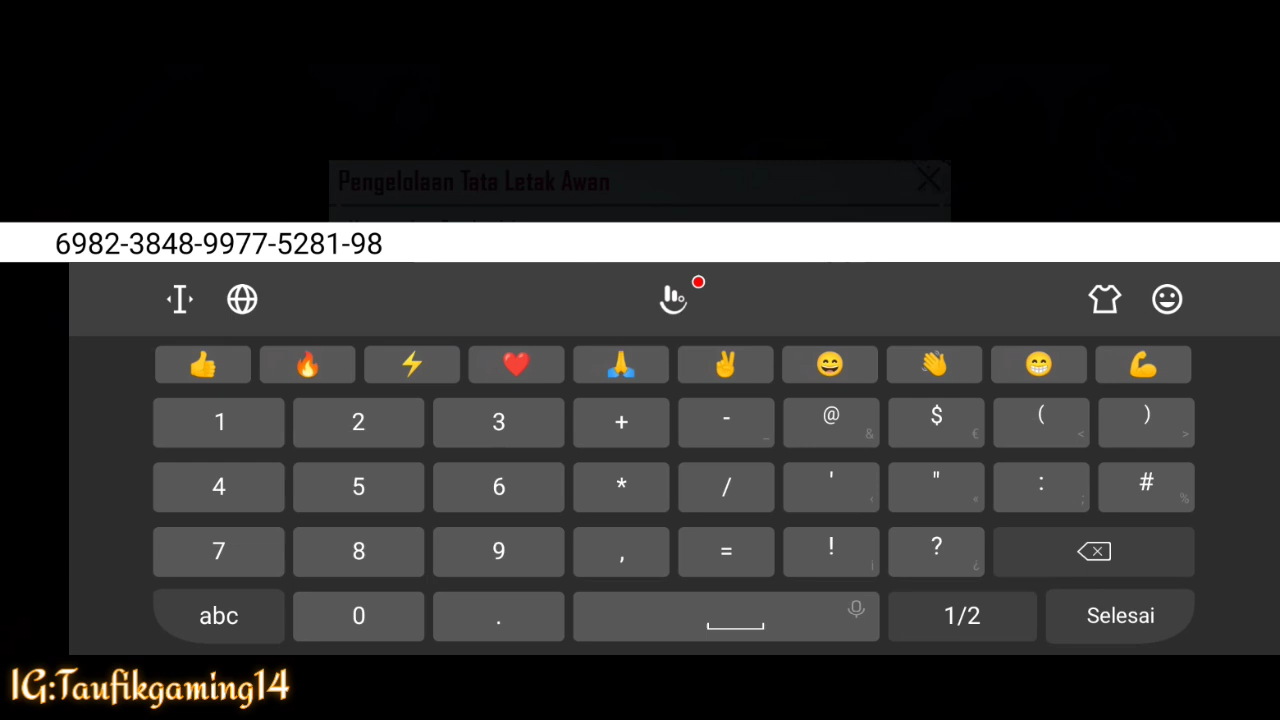 Pengelolaan Tata Letak Awan
6982-3848-9977-5281-98
1 2 3 + - _ @ & $ € ( < ) >
4 5 6 * / ' ‹ " « : ; # %
7 8 9 , = ! ¡ ? ¿
abc 0 . 1/2 Selesai
IG:Taufikgaming14